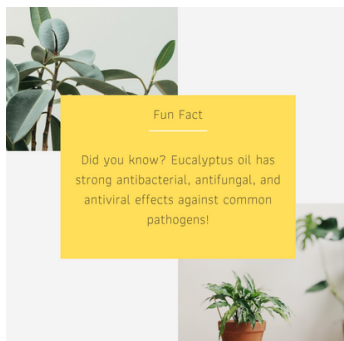 Fun Fact
Did you know? Eucalyptus oil has
strong antibacterial, antifungal, and
antiviral effects against common
pathogens!